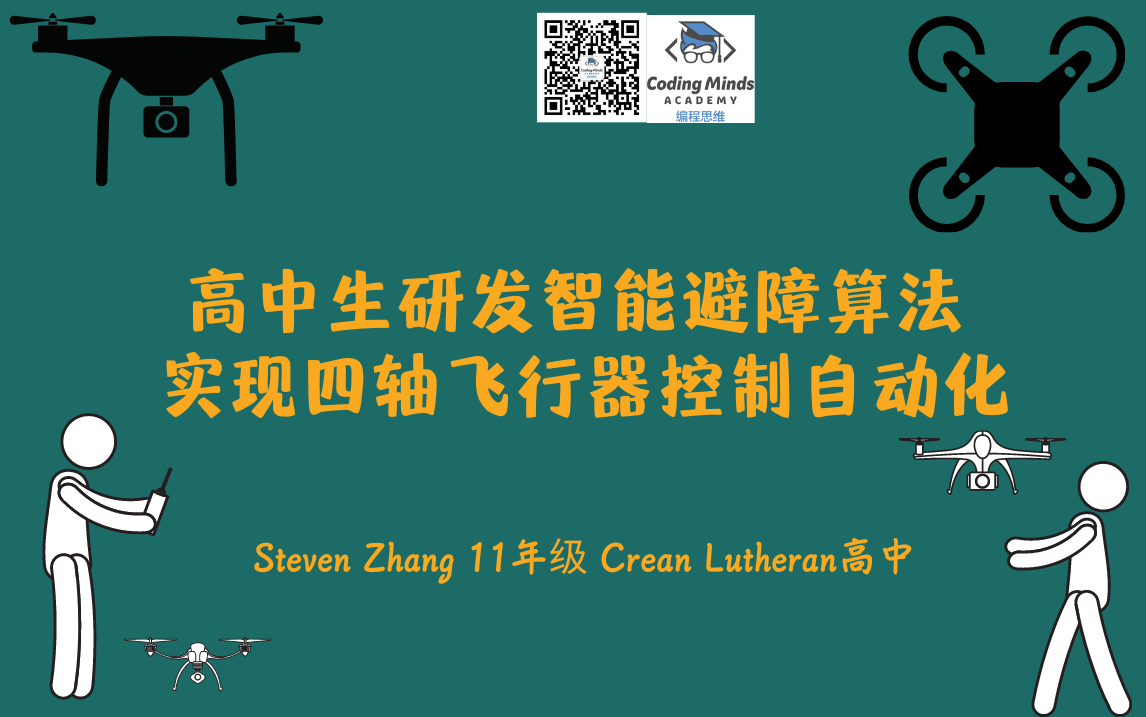 Coding Minds
ACADEMY
编程思维
高中生研发智能避障算法
实现四轴飞行器控制自动化
Steven Zhang 11年级 Crean Lutheran高中